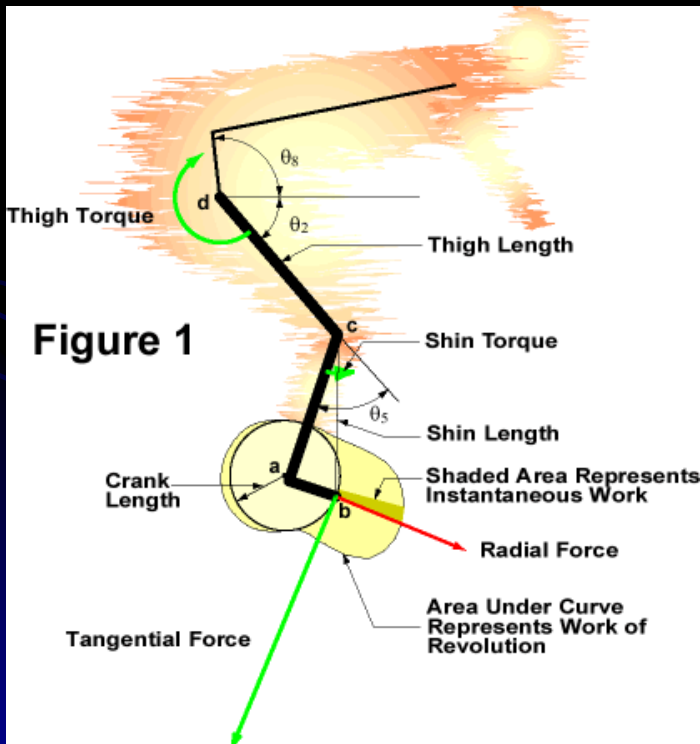 θ8
d
Thigh Torque
θ2
Thigh Length
Figure 1
c
Shin Torque
θ5
Shin Length
a
Crank
Length
Shaded Area Represents
Instantaneous Work
b
Radial Force
Area Under Curve
Represents Work of
Revolution
Tangential Force